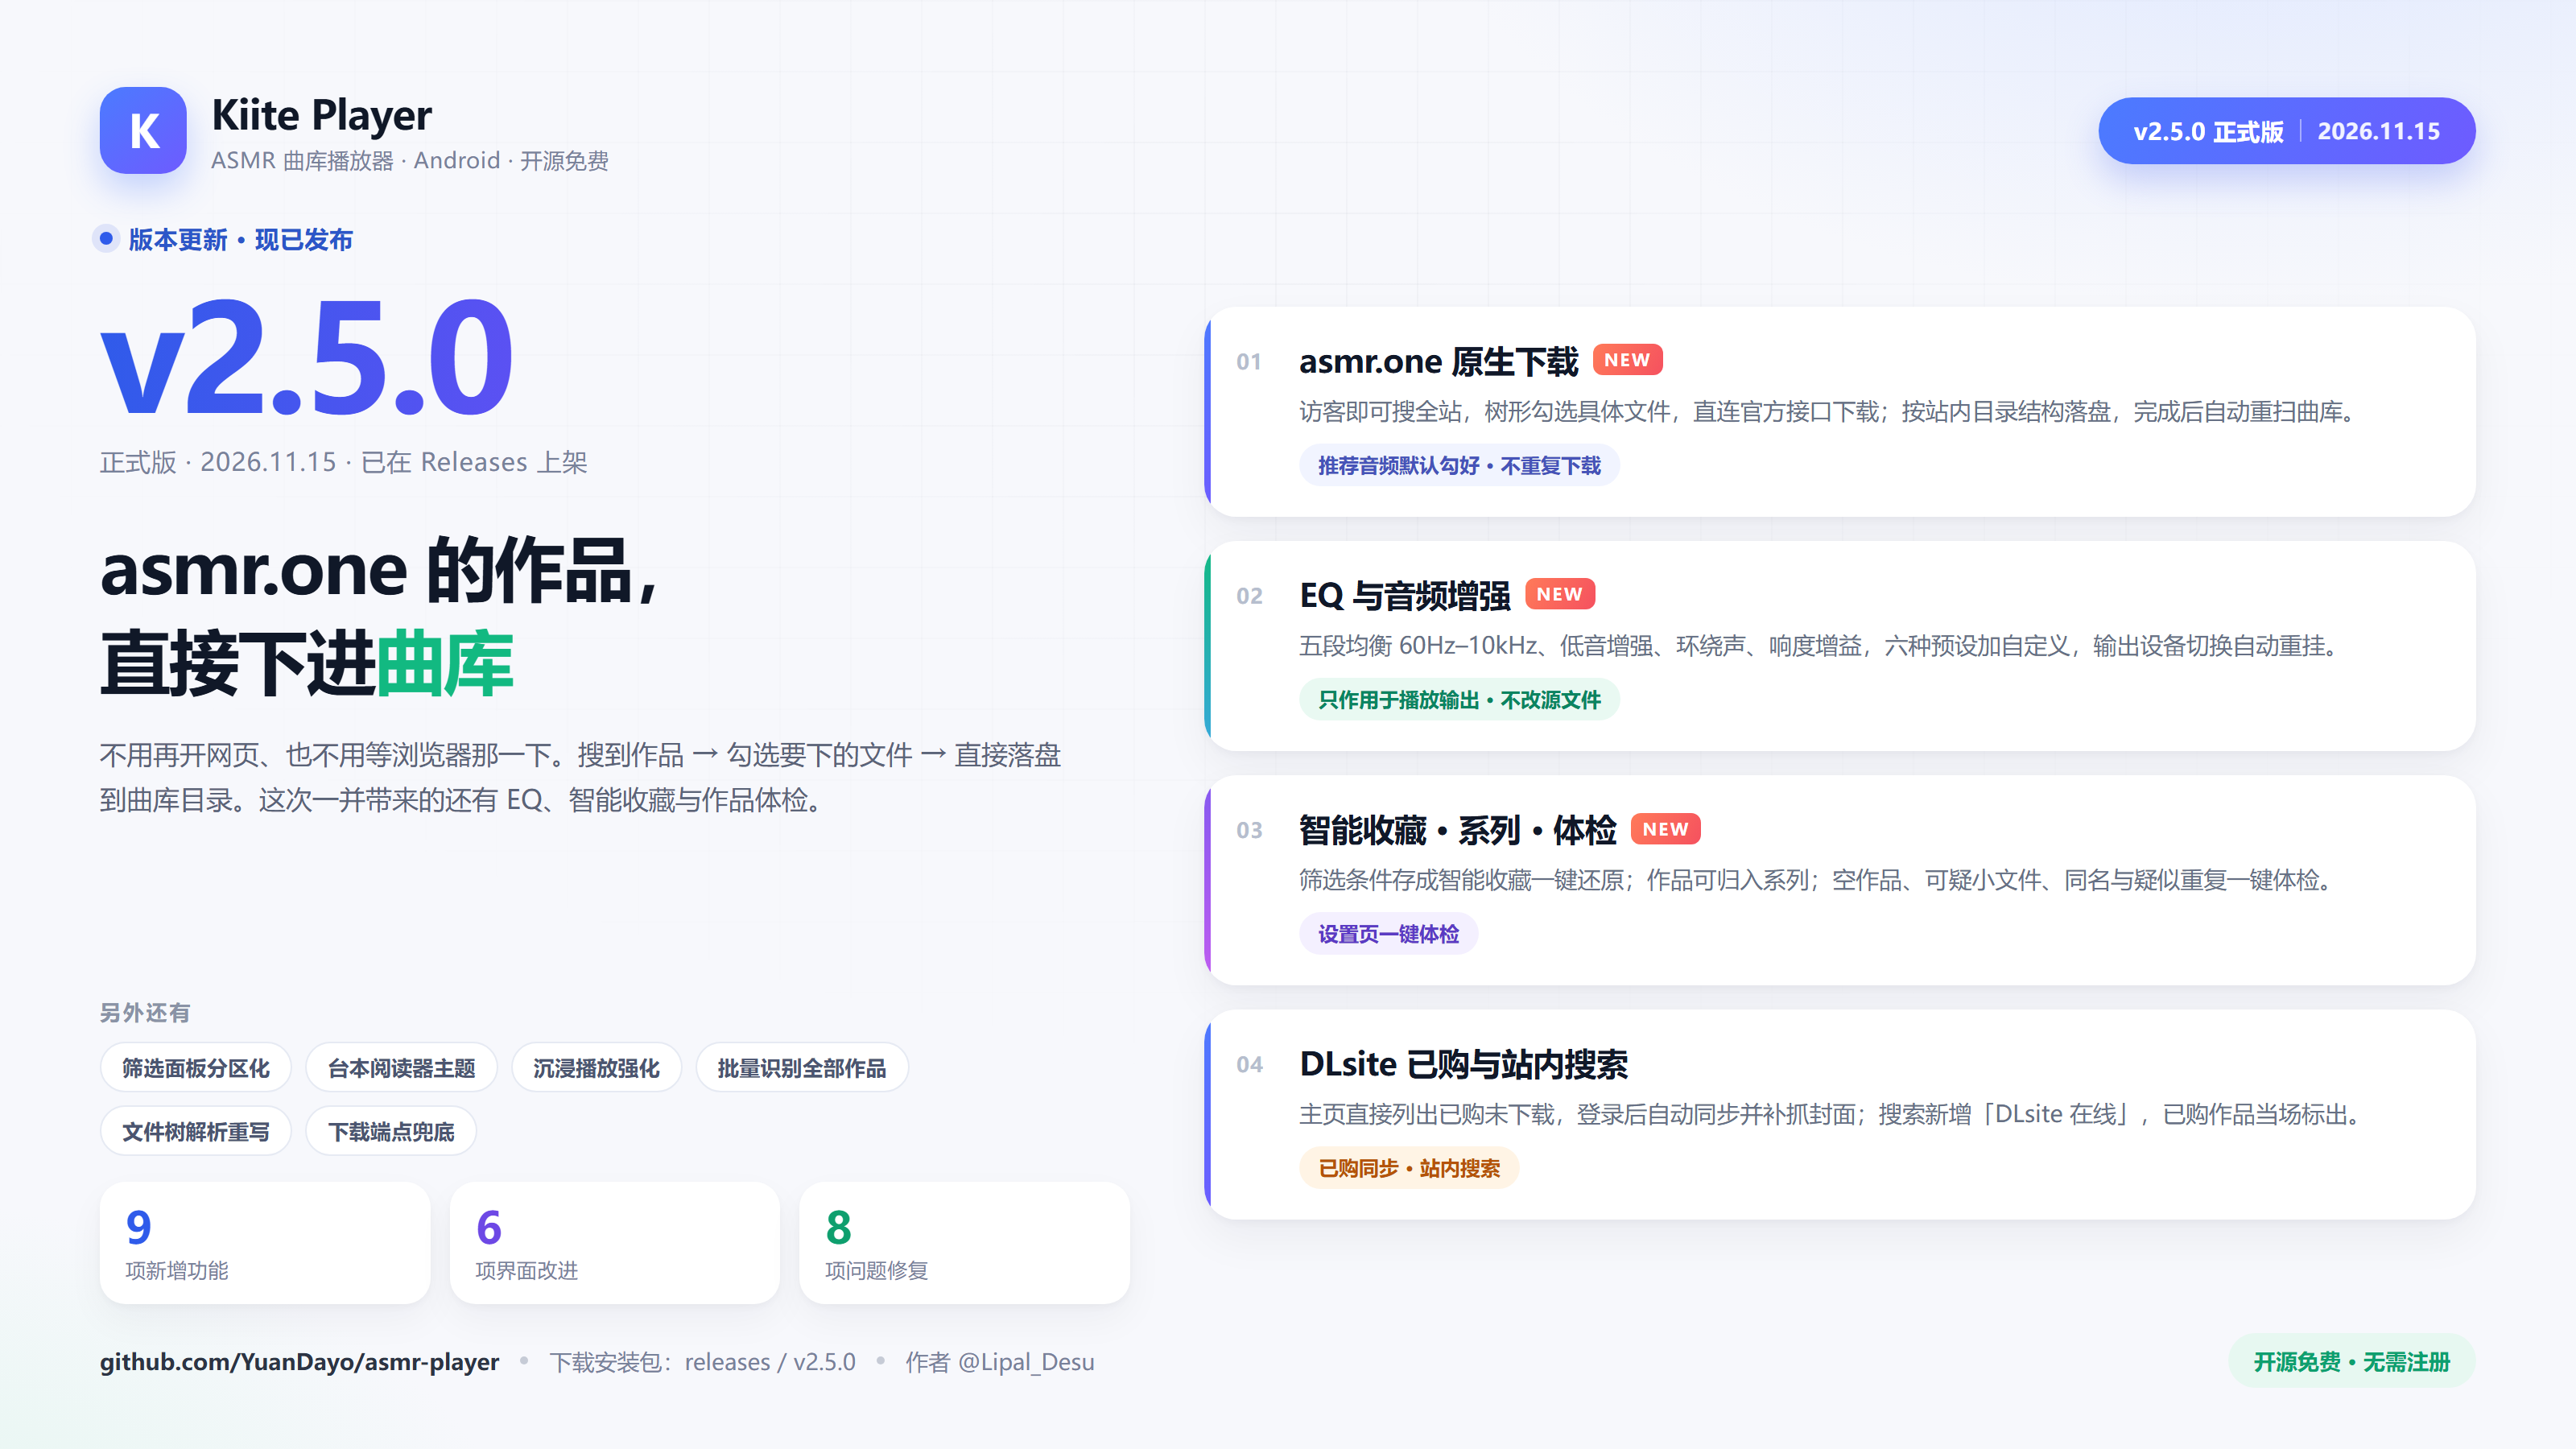 K
Kiite Player
ASMR 曲库播放器 · Android · 开源免费
v2.5.0 正式版 | 2026.11.15
版本更新 • 现已发布
v2.5.0
正式版 · 2026.11.15 · 已在 Releases 上架
asmr.one 的作品，
直接下进曲库
不用再开网页、也不用等浏览器那一下。搜到作品 → 勾选要下的文件 → 直接落盘
到曲库目录。这次一并带来的还有 EQ、智能收藏与作品体检。
另外还有
筛选面板分区化
台本阅读器主题
沉浸播放强化
批量识别全部作品
文件树解析重写
下载端点兜底
9
项新增功能
6
项界面改进
8
项问题修复
01
asmr.one 原生下载 NEW
访客即可搜全站，树形勾选具体文件，直连官方接口下载；按站内目录结构落盘，完成后自动重扫曲库。
推荐音频默认勾好 • 不重复下载
02
EQ 与音频增强 NEW
五段均衡 60Hz–10kHz、低音增强、环绕声、响度增益，六种预设加自定义，输出设备切换自动重挂。
只作用于播放输出 • 不改源文件
03
智能收藏 • 系列 • 体检 NEW
筛选条件存成智能收藏一键还原；作品可归入系列；空作品、可疑小文件、同名与疑似重复一键体检。
设置页一键体检
04
DLsite 已购与站内搜索
主页直接列出已购未下载，登录后自动同步并补抓封面；搜索新增「DLsite 在线」，已购作品当场标出。
已购同步 • 站内搜索
github.com/YuanDayo/asmr-player • 下载安装包：releases / v2.5.0 • 作者 @Lipal_Desu
开源免费 • 无需注册